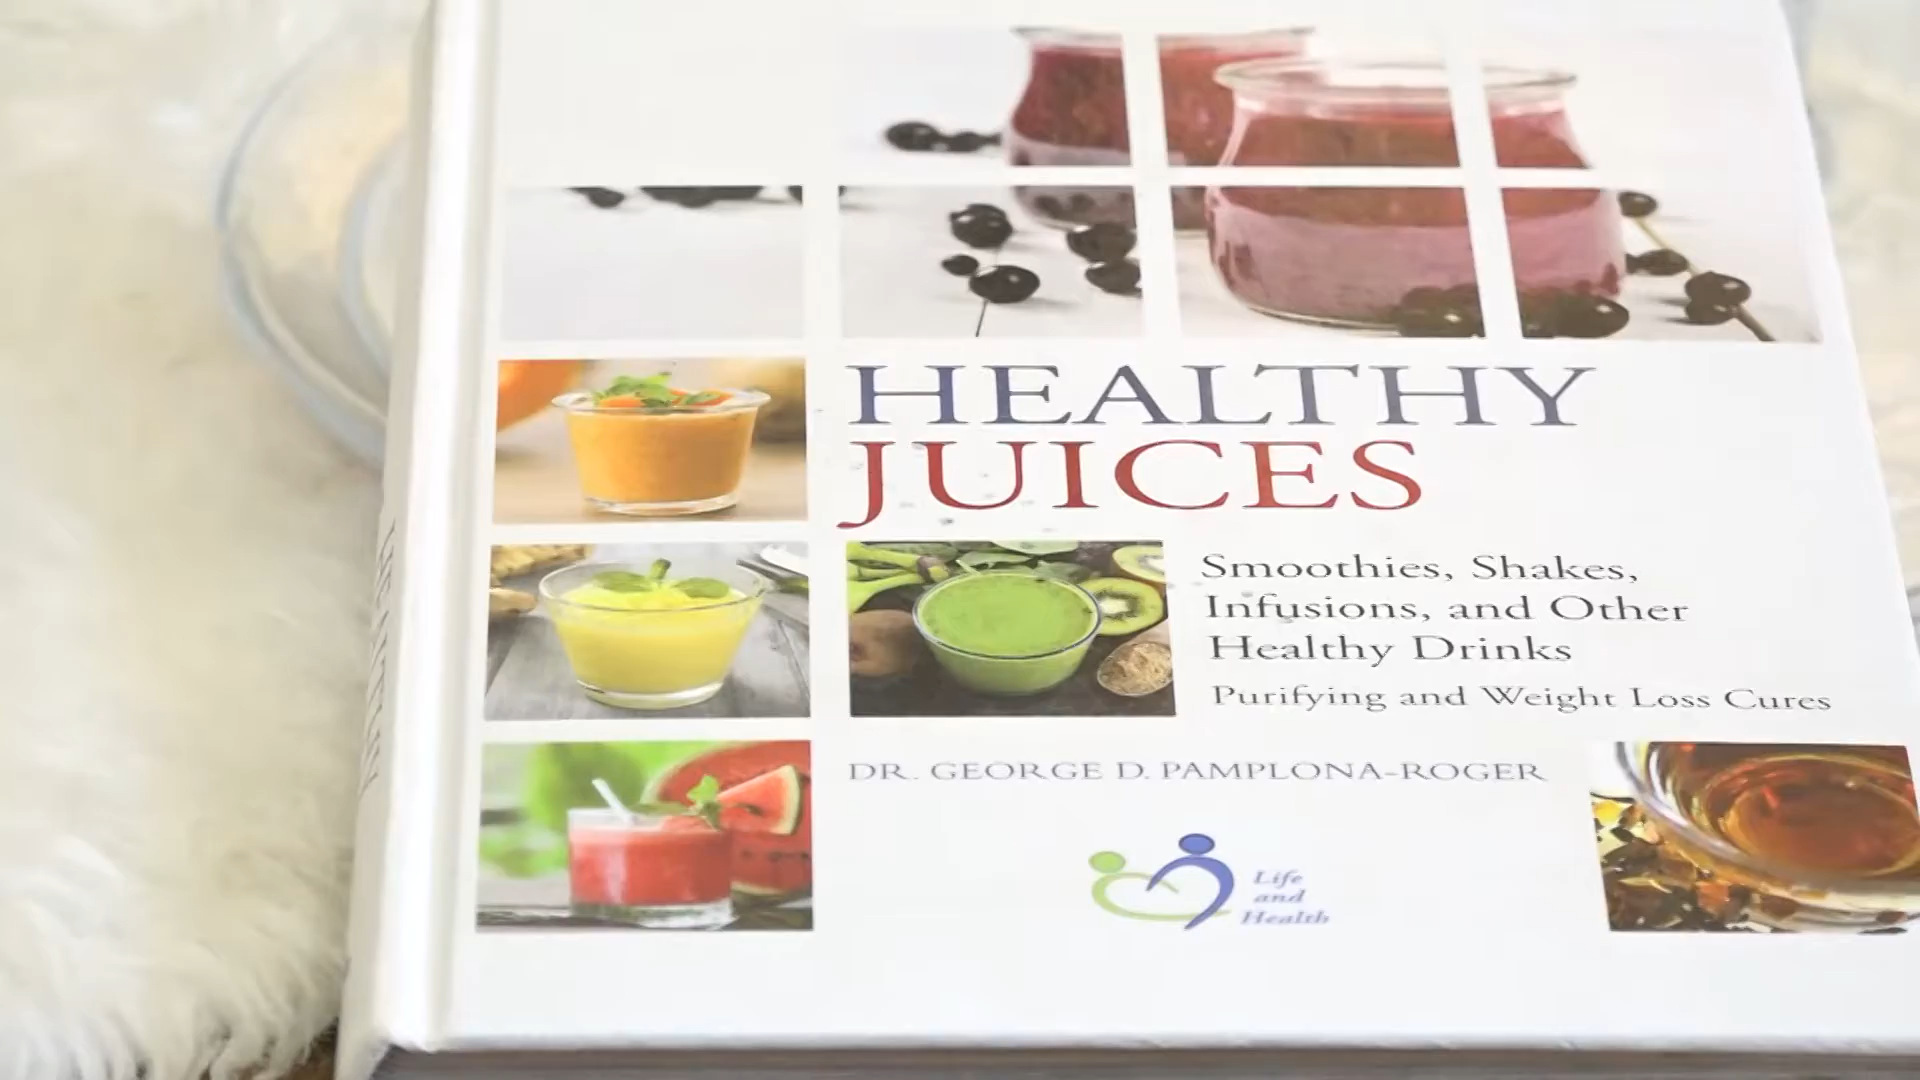 HEALTHY
JUICES
Smoothies, Shakes,
Infusions, and Other
Healthy Drinks
Purifying and Weight Loss Cures
DR. GEORGE D. PAMPLONA-ROGER
Life
and
Health